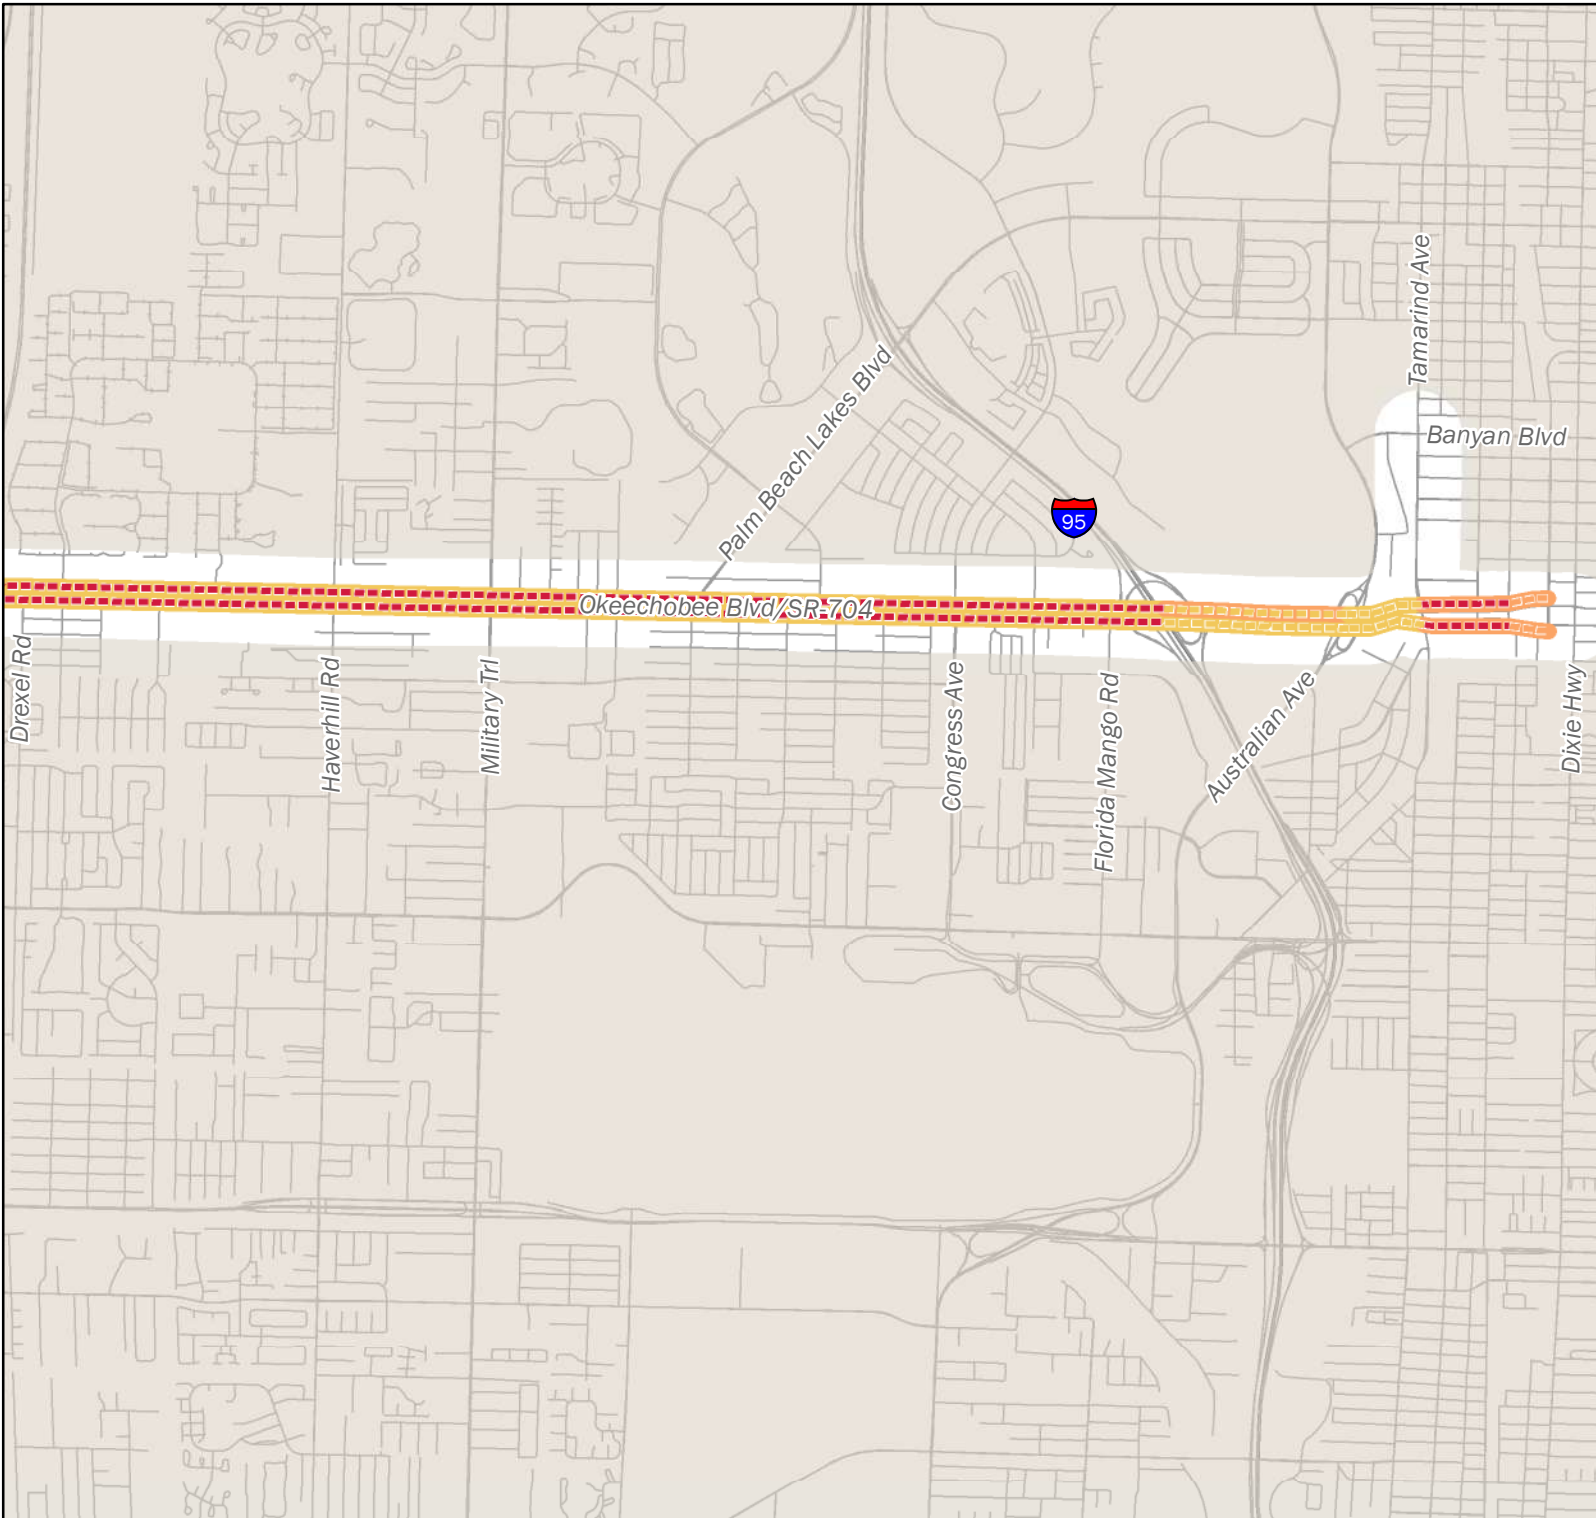 Tamarind Ave
Palm Beach Lakes Blvd
Banyan Blvd
95
Okeechobee Blvd/SR-704
Drexel Rd
Haverhill Rd
Military Trl
Congress Ave
Florida Mango Rd
Australian Ave
Dixie Hwy